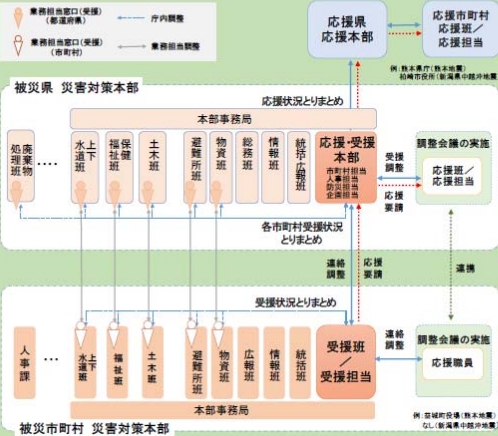 業務担当窓口(受援)
(都道府県)
庁内調整
業務担当窓口(受援)
(市町村)
業務担当調整
応援県
応援本部
応援市町村
応援班/
応援担当
例:熊本県庁(熊本地震)
柏崎市役所(新潟県中越沖地震)
被災県 災害対策本部
応援状況とりまとめ
本部事務局
廃棄物
処理班
上下
水道班
保健
福祉班
土木班
避難所班
物資班
総務班
情報班
統括・広報班
応援・受援
本部
市町村担当
人事担当
防災担当
企画担当
受援
調整
応援
要請
調整会議の実施
応援班/
応援担当
各市町村受援状況
とりまとめ
連絡
調整
応援
要請
連携
受援状況とりまとめ
人事課
上下
水道班
福祉班
土木班
避難所班
物資班
広報班
情報班
統括班
受援班
/
受援担当
連絡
調整
調整会議の実施
応援職員
本部事務局
例:益城町役場(熊本地震)
なし(新潟県中越沖地震)
被災市町村 災害対策本部